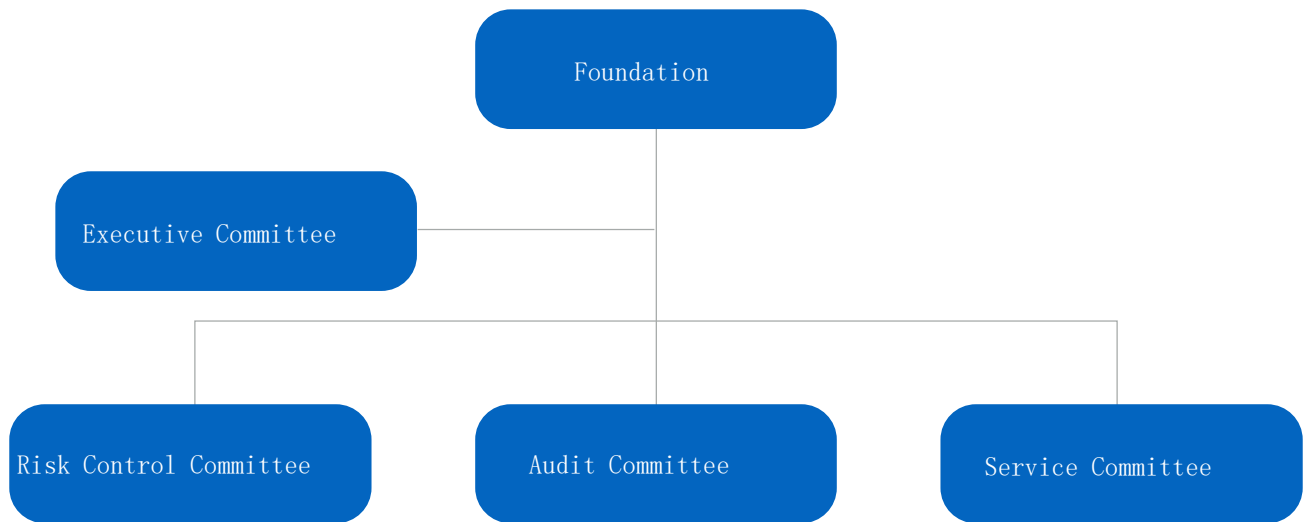 Foundation
Executive Committee
Risk Control Committee
Audit Committee
Service Committee